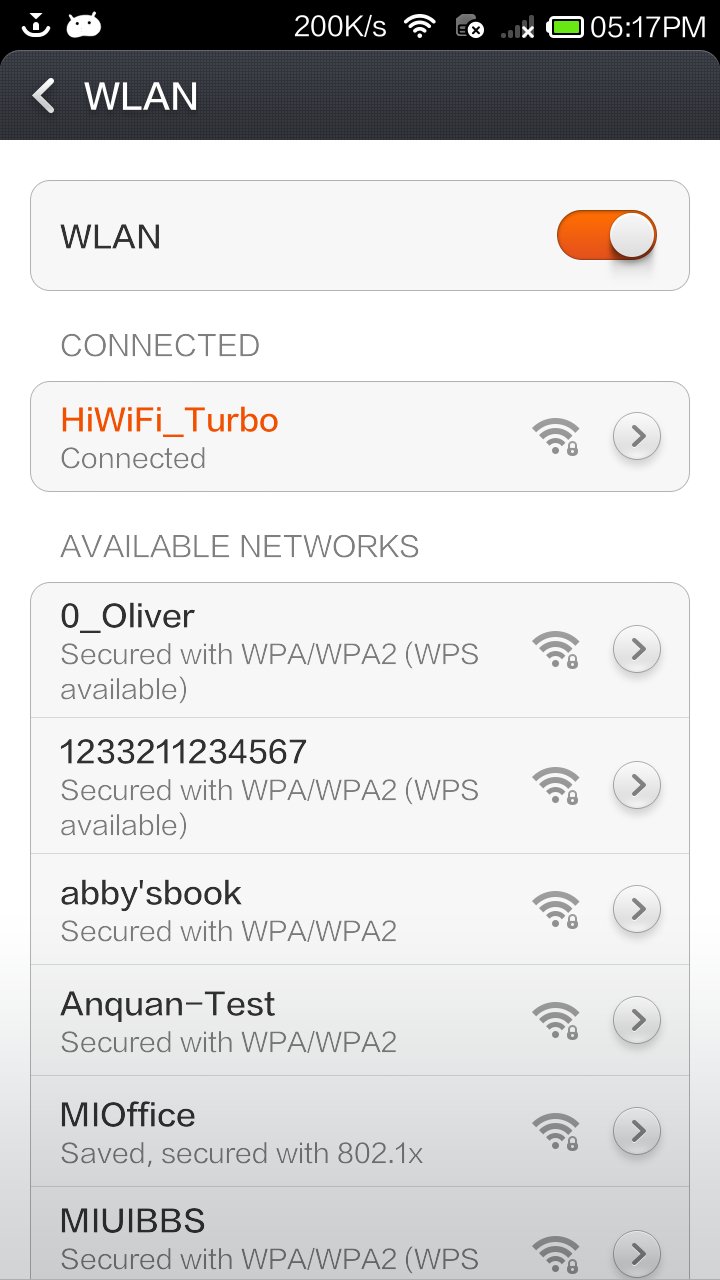 200K/s 05:17PM
WLAN
WLAN
CONNECTED
HiWiFi_Turbo
Connected
AVAILABLE NETWORKS
0_Oliver
Secured with WPA/WPA2 (WPS
available)
1233211234567
Secured with WPA/WPA2 (WPS
available)
abby'sbook
Secured with WPA/WPA2
Anquan-Test
Secured with WPA/WPA2
MIOffice
Saved, secured with 802.1x
MIUIBBS
Secured with WPA/WPA2 (WPS